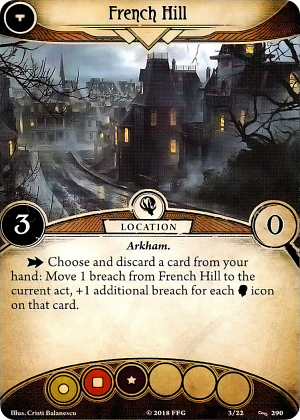 French Hill
3
0
LOCATION
Arkham.
Choose and discard a card from your
hand: Move 1 breach from French Hill to the
current act, +1 additional breach for each icon
on that card.
Illus. Cristi Balanescu
© 2018 FFG
3/22
290